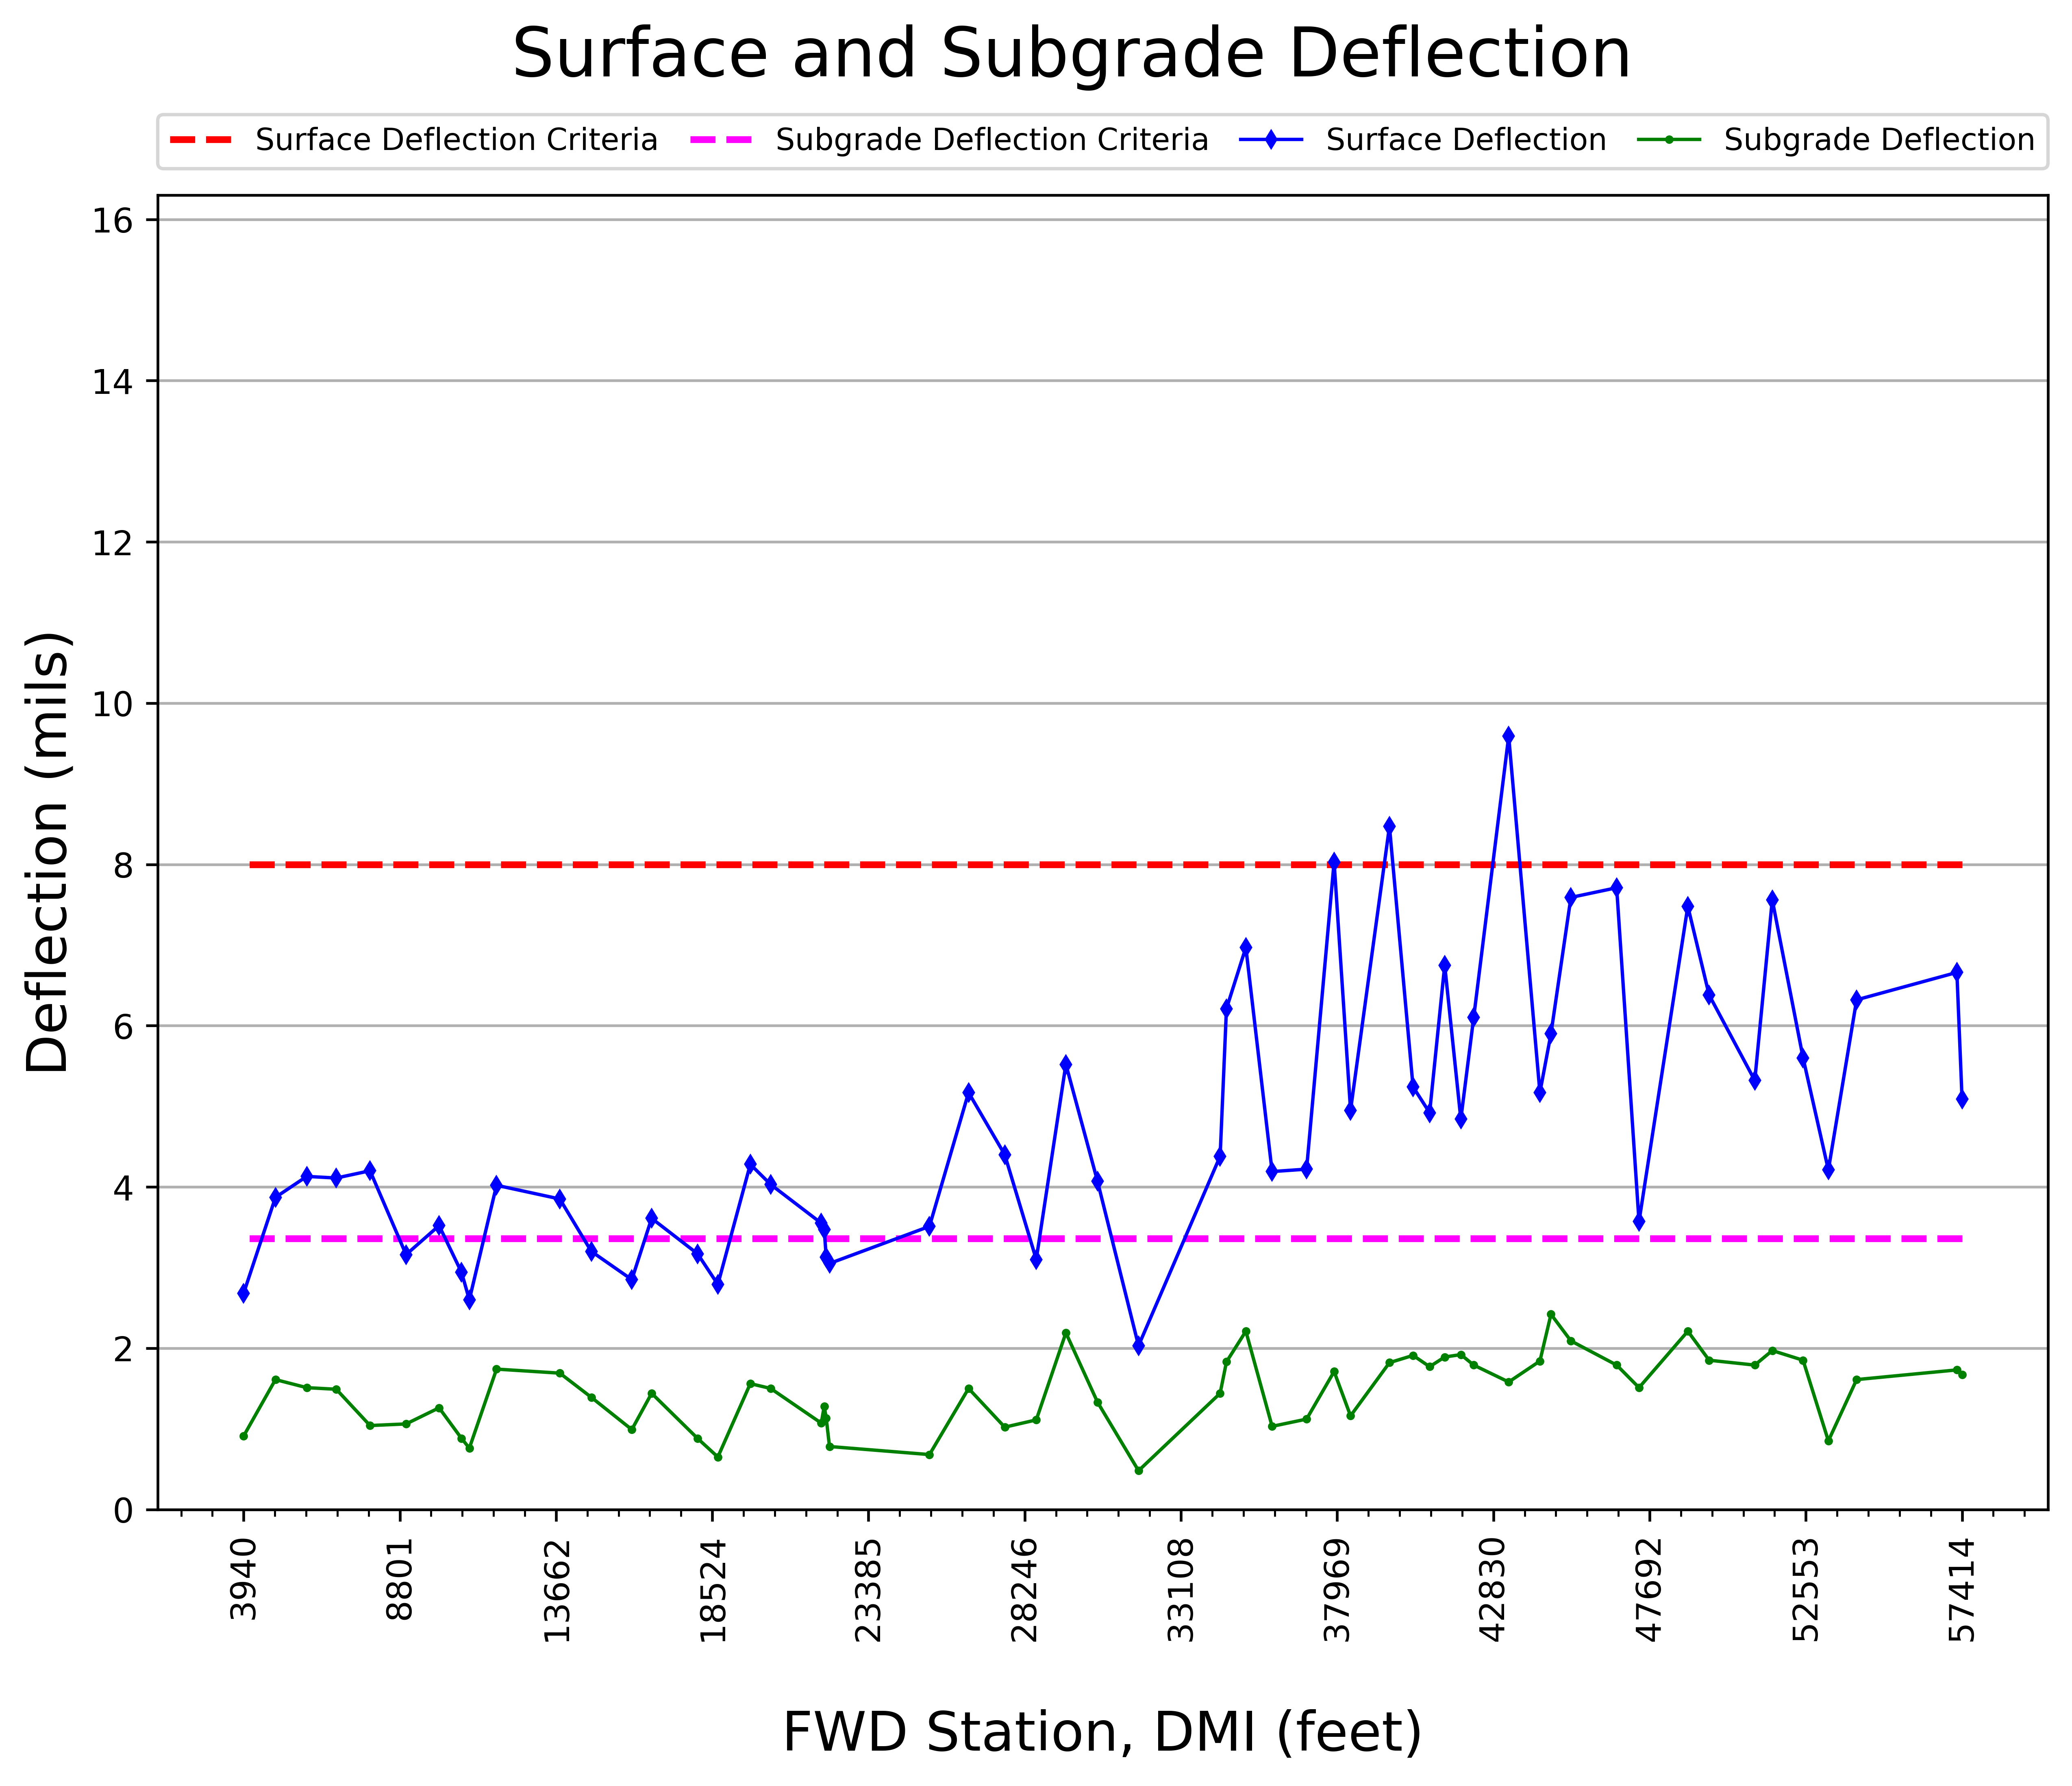 Surface and Subgrade Deflection
Surface Deflection Criteria Subgrade Deflection Criteria Surface Deflection Subgrade Deflection
16
14
12
10
8
6
4
2
0
Deflection (mils)
3940 8801 13662 18524 23385 28246 33108 37969 42830 47692 52553 57414
FWD Station, DMI (feet)